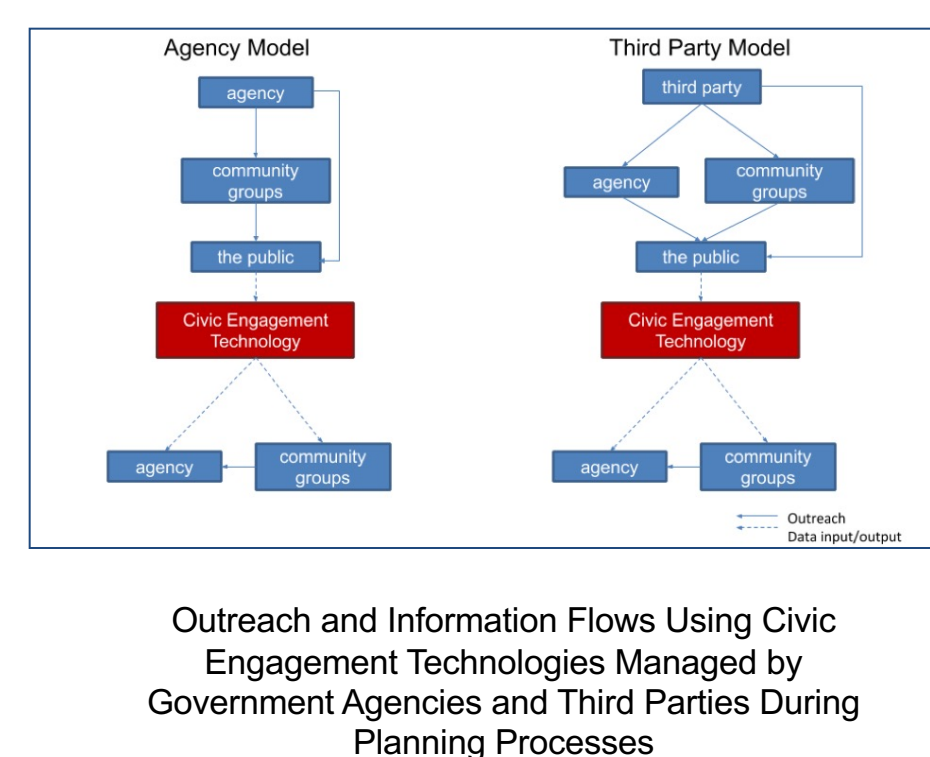 Agency Model
Third Party Model
agency
third party
community
groups
agency
community
groups
the public
the public
Civic Engagement
Technology
Civic Engagement
Technology
agency
community
groups
agency
community
groups
Outreach
Data input/output
Outreach and Information Flows Using Civic
Engagement Technologies Managed by
Government Agencies and Third Parties During
Planning Processes